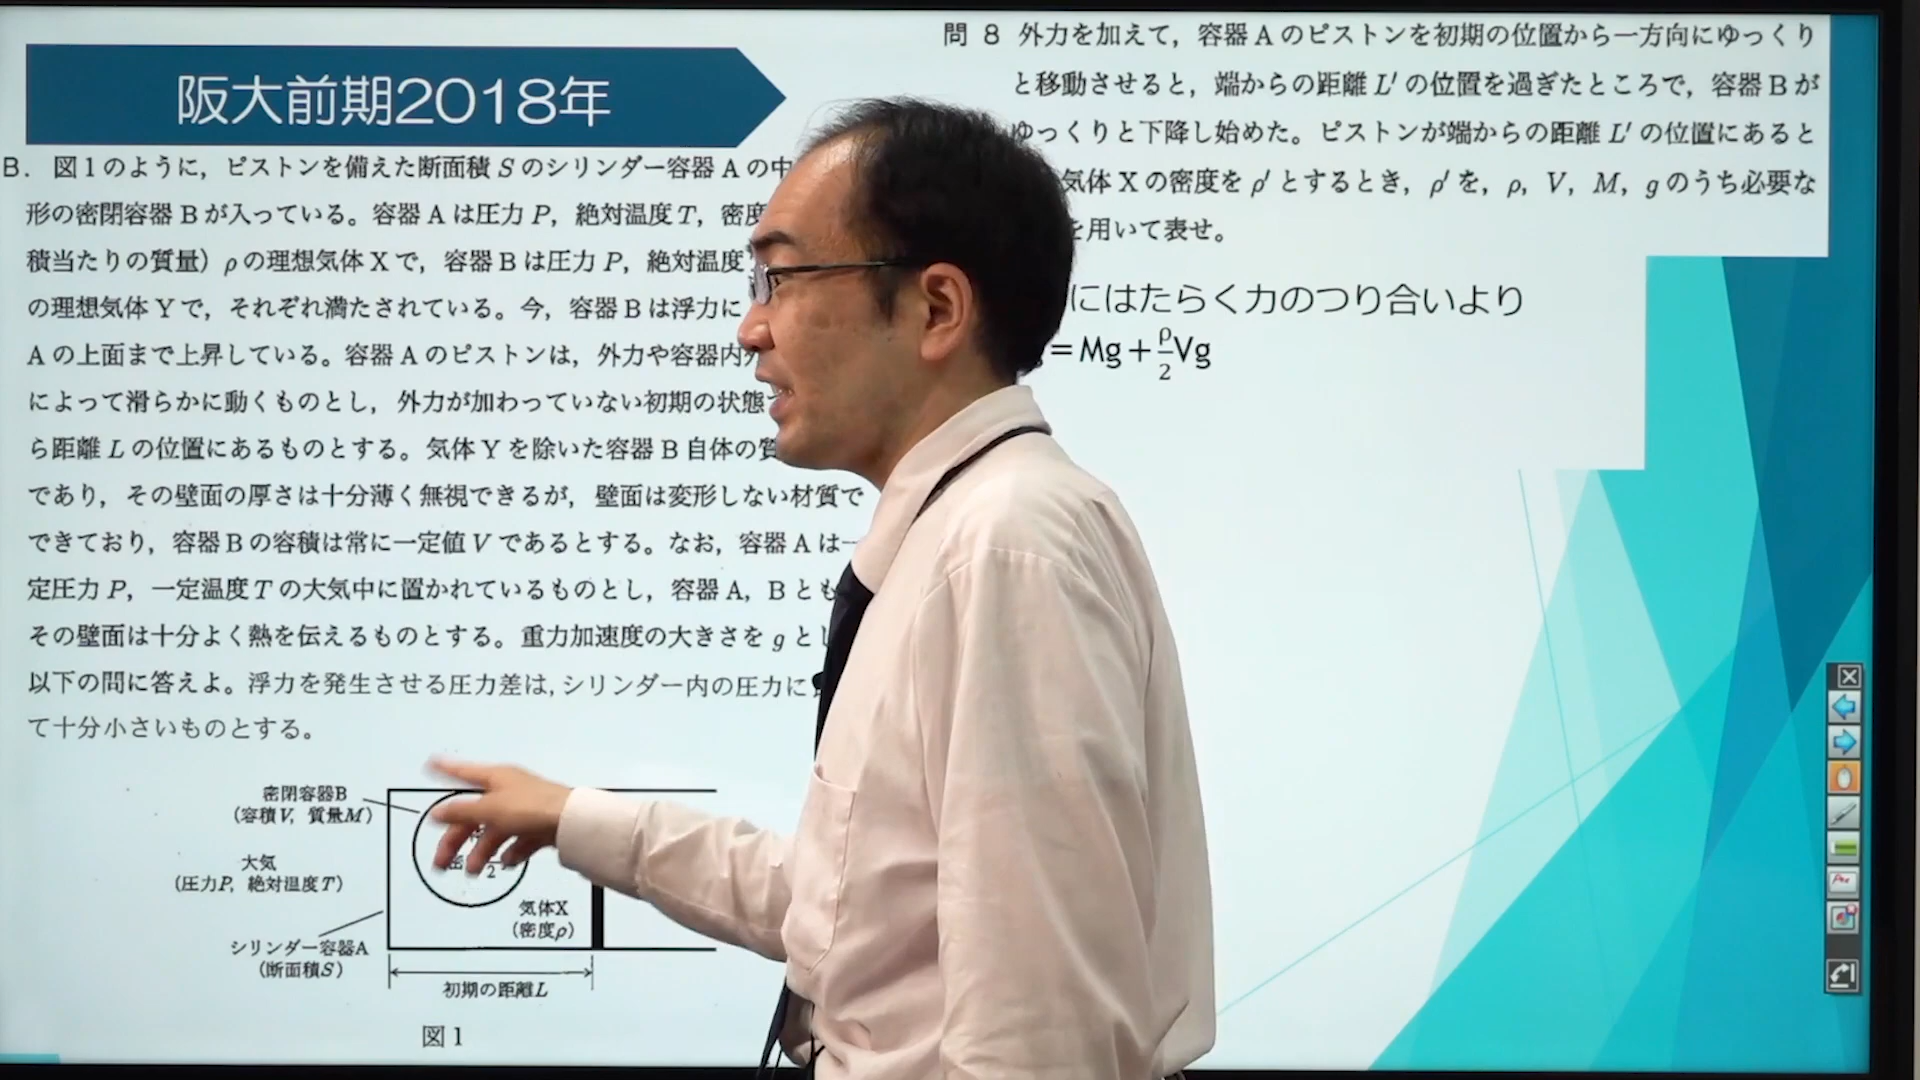 阪大前期2018年
B. 図1のように，ピストンを備えた断面積 S のシリンダー容器 A の中
形の密閉容器 B が入っている。容器 A は圧力 P，絶対温度 T，密度
積当たりの質量）ρ の理想気体 X で，容器 B は圧力 P，絶対温度
の理想気体 Y で，それぞれ満たされている。今，容器 B は浮力に
A の上面まで上昇している。容器 A のピストンは，外力や容器内外
によって滑らかに動くものとし，外力が加わっていない初期の状態
ら距離 L の位置にあるものとする。気体 Y を除いた容器 B 自体の質
であり，その壁面の厚さは十分薄く無視できるが，壁面は変形しない材質で
できており，容器 B の容積は常に一定値 V であるとする。なお，容器 A は一
定圧力 P，一定温度 T の大気中に置かれているものとし，容器 A，B とも
その壁面は十分よく熱を伝えるものとする。重力加速度の大きさを g とし
以下の問に答えよ。浮力を発生させる圧力差は，シリンダー内の圧力に
て十分小さいものとする。
密閉容器B
（容積V，質量M）
大気
（圧力P，絶対温度T）
シリンダー容器A
（断面積S）
密 2
気体X
（密度ρ）
初期の距離L
図1
問 8 外力を加えて，容器 A のピストンを初期の位置から一方向にゆっくり
と移動させると，端からの距離 L′ の位置を過ぎたところで，容器 B が
ゆっくりと下降し始めた。ピストンが端からの距離 L′ の位置にあると
気体 X の密度を ρ′ とするとき，ρ′ を，ρ，V，M，g のうち必要な
を用いて表せ。
にはたらく力のつり合いより
=Mg+ρ/2Vg
Pre